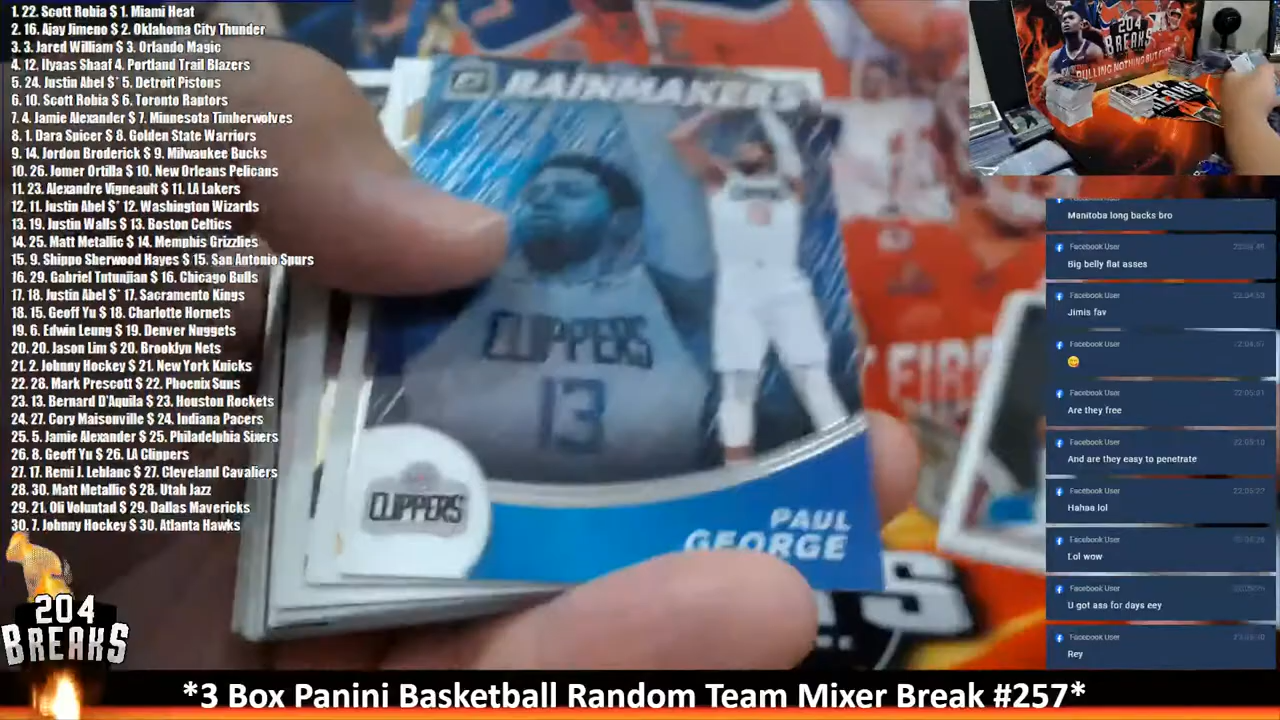 1. 22. Scott Robia $ 1. Miami Heat
2. 16. Ajay Jimeno $ 2. Oklahoma City Thunder
3. 3. Jared William $ 3. Orlando Magic
4. 12. Ilyaas Shaaf 4. Portland Trail Blazers
5. 24. Justin Abel $* 5. Detroit Pistons
6. 10. Scott Robia $ 6. Toronto Raptors
7. 4. Jamie Alexander $ 7. Minnesota Timberwolves
8. 1. Dara Spicer $ 8. Golden State Warriors
9. 14. Jordon Broderick $ 9. Milwaukee Bucks
10. 26. Jomer Ortilla $ 10. New Orleans Pelicans
11. 23. Alexandre Vigneault $ 11. LA Lakers
12. 11. Justin Abel $* 12. Washington Wizards
13. 19. Justin Walls $ 13. Boston Celtics
14. 25. Matt Metallic $ 14. Memphis Grizzlies
15. 9. Shippo Sherwood Hayes $ 15. San Antonio Spurs
16. 29. Gabriel Tutunjian $ 16. Chicago Bulls
17. 18. Justin Abel $* 17. Sacramento Kings
18. 15. Geoff Yu $ 18. Charlotte Hornets
19. 6. Edwin Leung $ 19. Denver Nuggets
20. 20. Jason Lim $ 20. Brooklyn Nets
21. 2. Johnny Hockey $ 21. New York Knicks
22. 28. Mark Prescott $ 22. Phoenix Suns
23. 13. Bernard D'Aquila $ 23. Houston Rockets
24. 27. Cory Maisonville $ 24. Indiana Pacers
25. 5. Jamie Alexander $ 25. Philadelphia Sixers
26. 8. Geoff Yu $ 26. LA Clippers
27. 17. Remi J. Leblanc $ 27. Cleveland Cavaliers
28. 30. Matt Metallic $ 28. Utah Jazz
29. 21. Oli Voluntad $ 29. Dallas Mavericks
30. 7. Johnny Hockey $ 30. Atlanta Hawks
204
BREAKS
RAINMAKERS
CLIPPERS
13
CLIPPERS
PAUL
GEORGE
FIRE
204
BREAKS
PULLING NOTHING BUT FIRE
Manitoba long backs bro
Facebook User
Big belly flat asses
Facebook User
Jimis fav
Facebook User
😋
Facebook User
Are they free
Facebook User
And are they easy to penetrate
Facebook User
Hahaa lol
Facebook User
Lol wow
Facebook User
U got ass for days eey
Facebook User
Rey
*3 Box Panini Basketball Random Team Mixer Break #257*